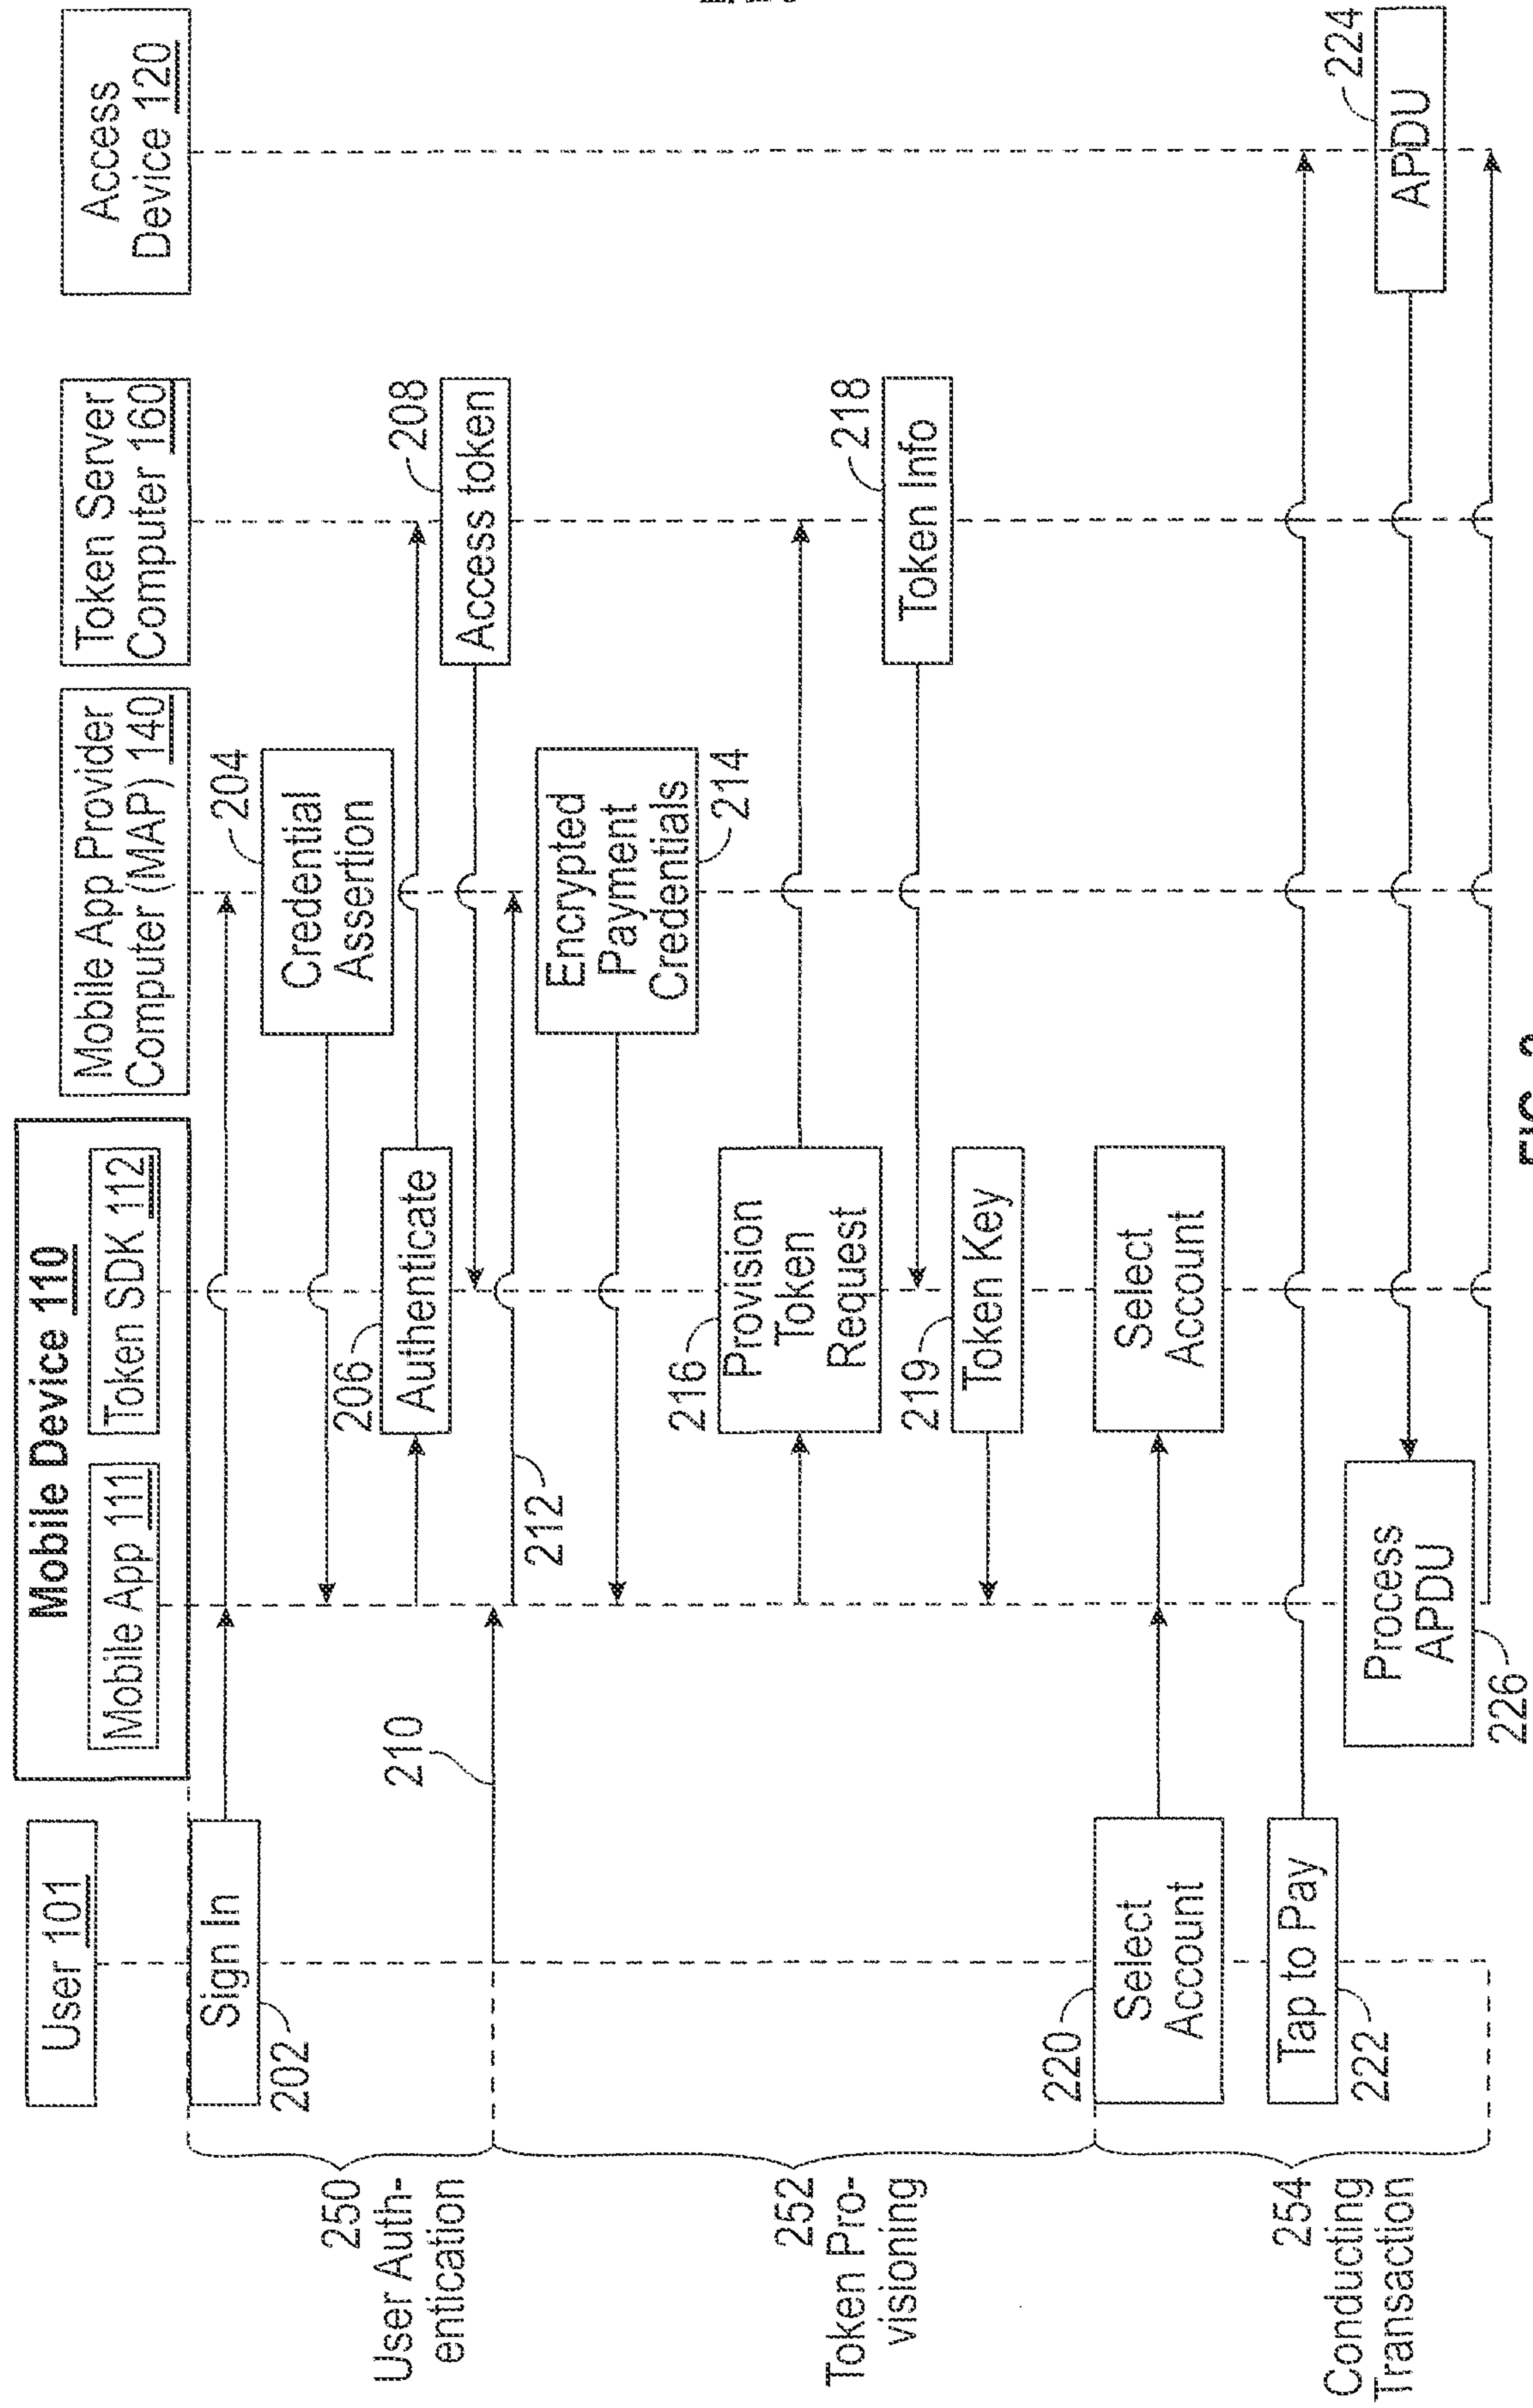 User 101
Mobile Device 110
Mobile App 111
Token SDK 112
Mobile App Provider
Computer (MAP) 140
Token Server
Computer 160
Access
Device 120
250
User Auth-
entication
Sign In
202
204
Credential
Assertion
206
Authenticate
208
Access token
210
212
252
Token Pro-
visioning
Encrypted
Payment
Credentials
214
216
Provision
Token
Request
218
Token Info
219
Token Key
254
Conducting
Transaction
220
Select
Account
Select
Account
Tap to Pay
222
224
APDU
Process
APDU
226